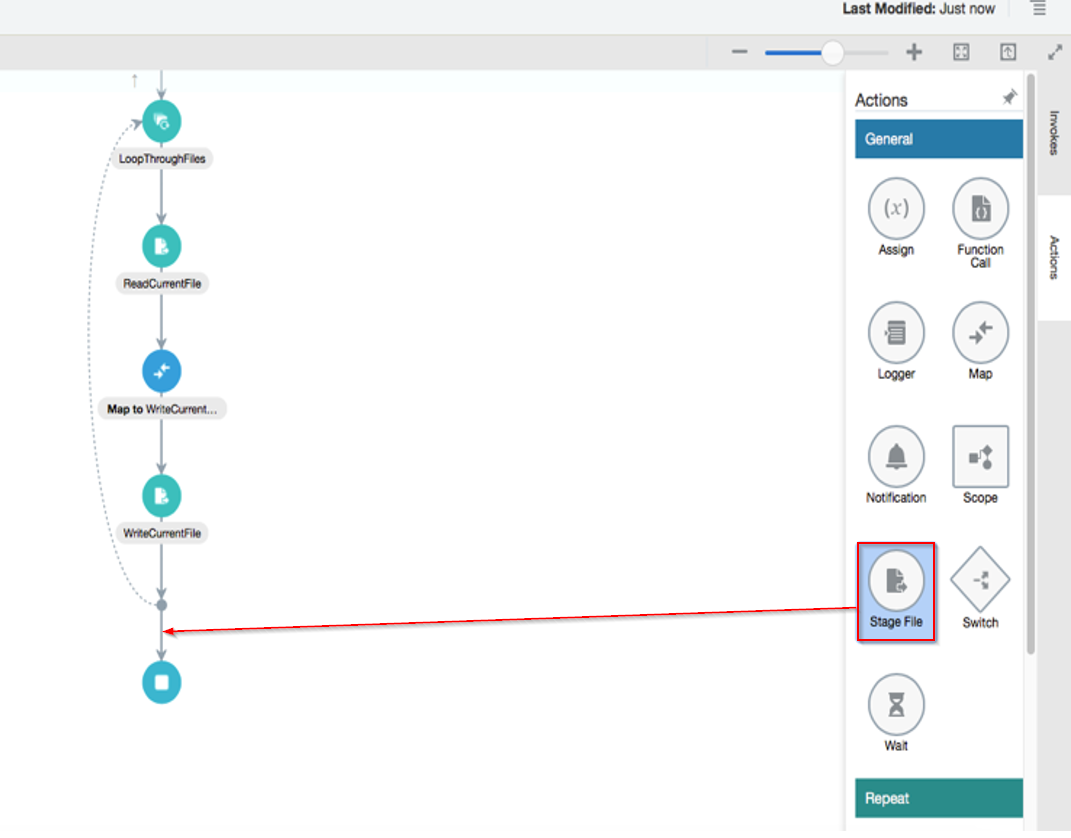 Last Modified: Just now
LoopThroughFiles
ReadCurrentFile
Map to WriteCurrent...
WriteCurrentFile
Actions
General
(x)
Assign
Function
Call
Logger
Map
Notification
Scope
Stage File
Switch
Wait
Repeat
Invokes
Actions